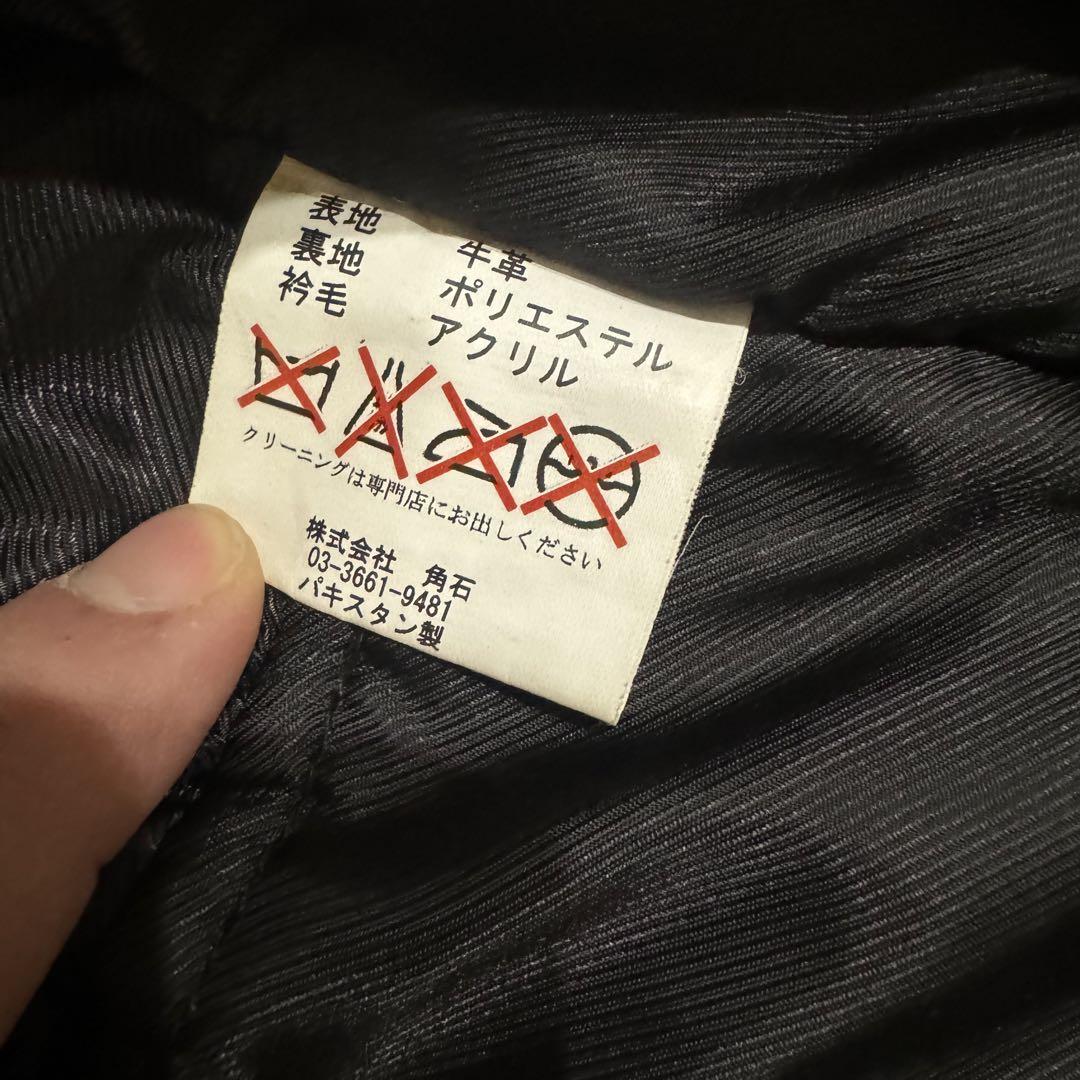 表地 牛革
裏地 ポリエステル
衿毛 アクリル
クリーニングは専門店にお出しください
株式会社 角石
03-3661-9481
パキスタン製